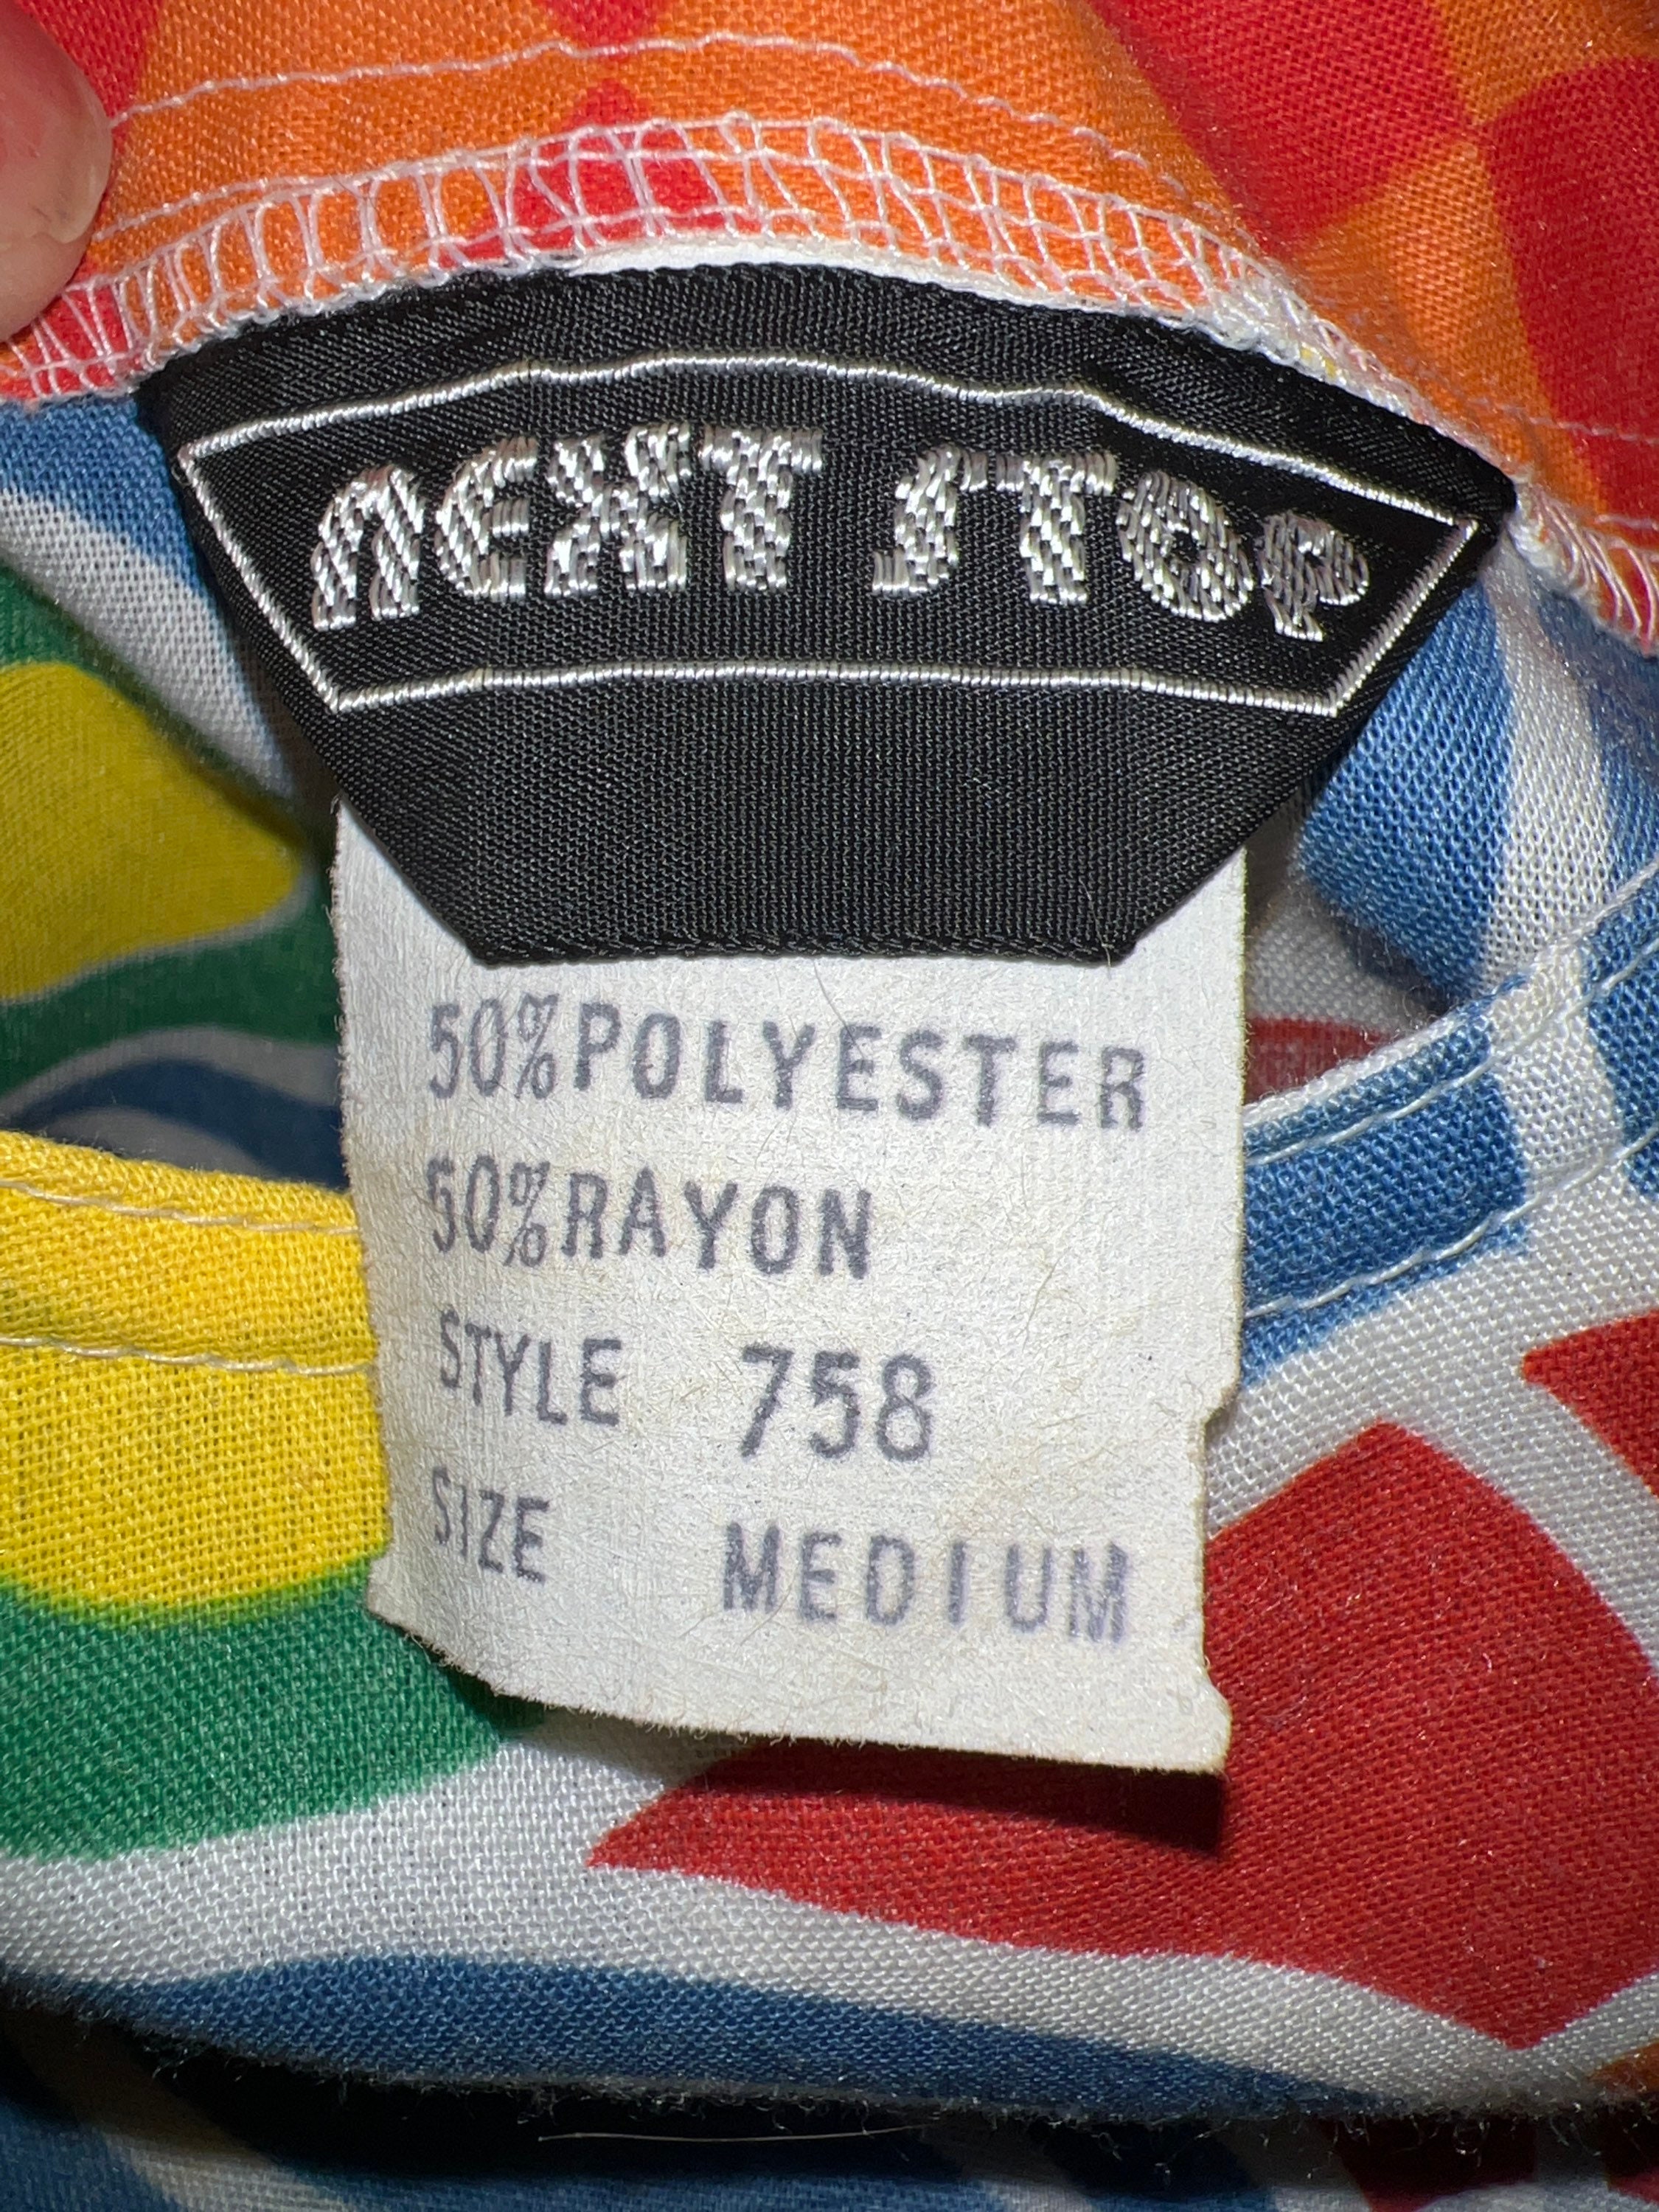 NEXT STOP
50% POLYESTER
50% RAYON
STYLE 758
SIZE MEDIUM